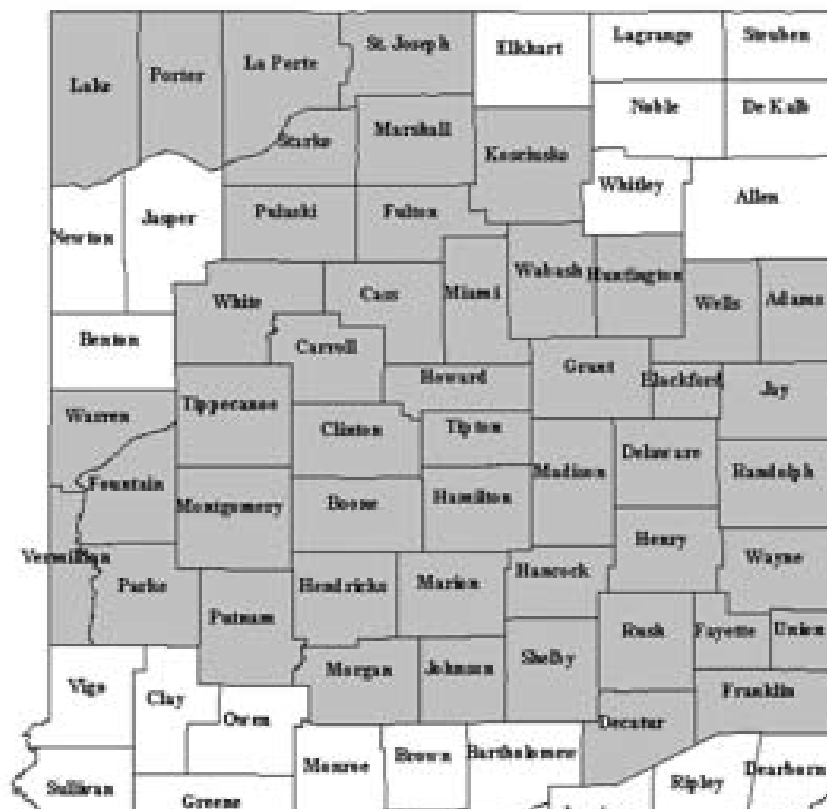 St. Joseph
Elkhart
Lagrange
Steuben
Lake
Porter
La Porte
Noble
De Kalb
Starke
Marshall
Kosciusko
Whitley
Allen
Newton
Jasper
Pulaski
Fulton
White
Cass
Miami
Wabash
Huntington
Wells
Adams
Benton
Carroll
Howard
Grant
Blackford
Jay
Warren
Tippecanoe
Clinton
Tipton
Madison
Delaware
Randolph
Fountain
Montgomery
Boone
Hamilton
Henry
Wayne
Vermillion
Parke
Putnam
Hendricks
Marion
Hancock
Rush
Fayette
Union
Vigo
Clay
Morgan
Johnson
Shelby
Franklin
Owen
Decatur
Sullivan
Greene
Monroe
Brown
Bartholomew
Ripley
Dearborn